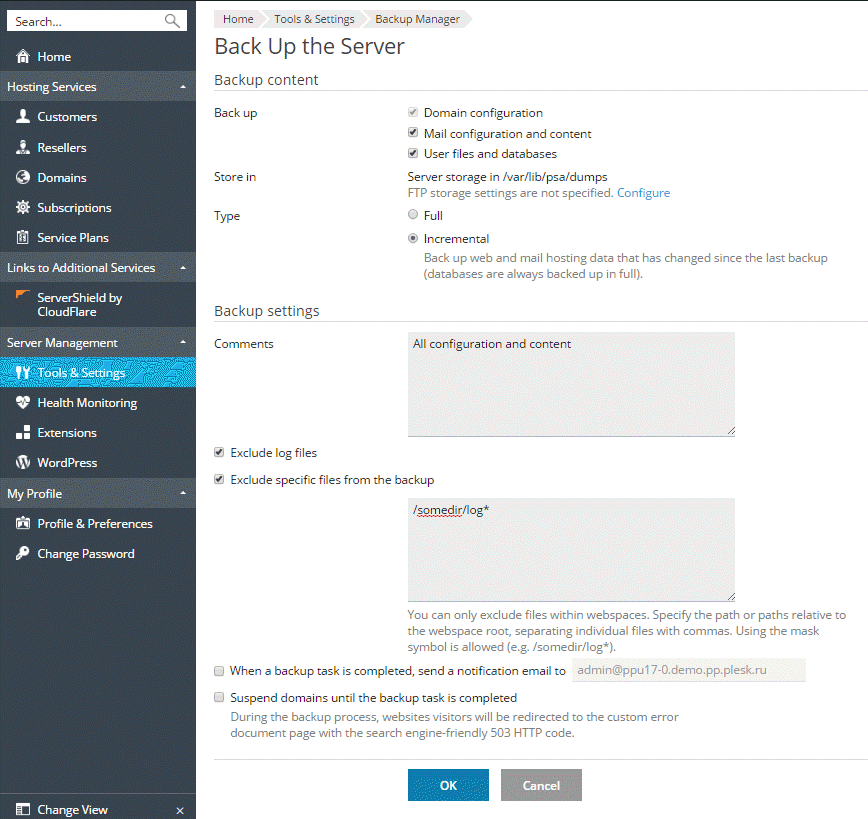 Search...
Home
Hosting Services
Customers
Resellers
Domains
Subscriptions
Service Plans
Links to Additional Services
ServerShield by
CloudFlare
Server Management
Tools & Settings
Health Monitoring
Extensions
WordPress
My Profile
Profile & Preferences
Change Password
Change View
Home Tools & Settings Backup Manager
Back Up the Server
Backup content
Back up
Domain configuration
Mail configuration and content
User files and databases
Store in
Server storage in /var/lib/psa/dumps
FTP storage settings are not specified. Configure
Type
Full
Incremental
Back up web and mail hosting data that has changed since the last backup
(databases are always backed up in full).
Backup settings
Comments
All configuration and content
Exclude log files
Exclude specific files from the backup
/somedir/log*
You can only exclude files within webspaces. Specify the path or paths relative to
the webspace root, separating individual files with commas. Using the mask
symbol is allowed (e.g. /somedir/log*).
When a backup task is completed, send a notification email to admin@ppu17-0.demo.pp.plesk.ru
Suspend domains until the backup task is completed
During the backup process, websites visitors will be redirected to the custom error
document page with the search engine-friendly 503 HTTP code.
OK Cancel